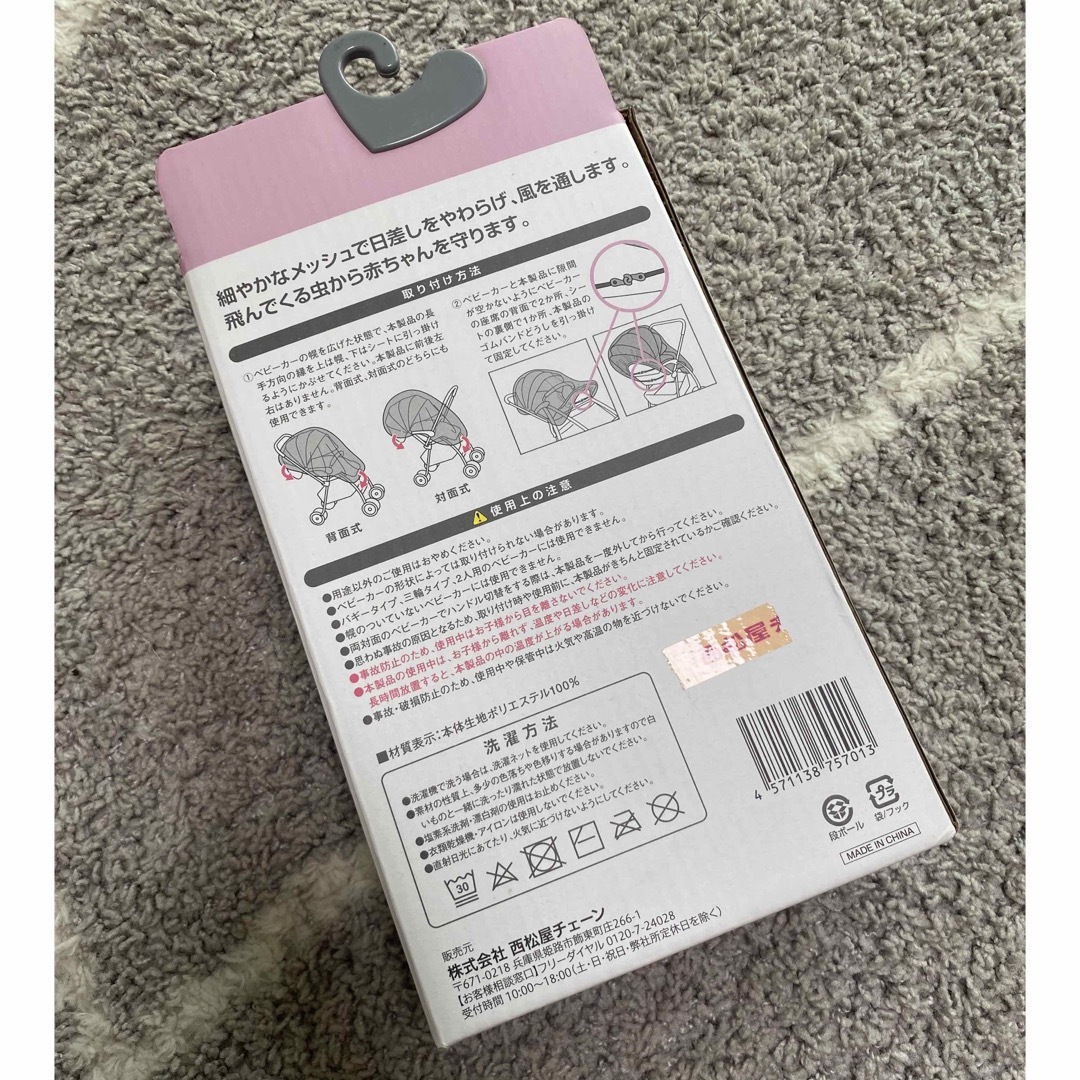 細やかなメッシュで日差しをやわらげ、風を通します。
飛んでくる虫から赤ちゃんを守ります。
取り付け方法
①ベビーカーの幌を広げた状態で、本製品の長
手方向の縁を上は幌、下はシートに引っ掛け
るようにかぶせてください。本製品に前後左
右はありません。背面式、対面式のどちらにも
使用できます。
背面式
対面式
②ベビーカーと本製品に隙間
が空かないようにベビーカー
の座席の背面で2か所、シー
トの裏側で1か所、本製品の
ゴムバンドどうしを引っ掛け
て固定してください。
使用上の注意
●用途以外のご使用はおやめください。
●ベビーカーの形状によっては取り付けられない場合があります。
●バギータイプ、三輪タイプ、2人用のベビーカーには使用できません。
●幌のついていないベビーカーには使用できません。
●両対面のベビーカーでハンドル切替をする際は、本製品を一度外してから行ってください。
●思わぬ事故の原因となるため、取り付け時や使用前に、本製品がきちんと固定されているかご確認ください。
●事故防止のため、使用中はお子様から目を離さないでください。
●本製品の使用中は、お子様から離れず、温度や日差しなどの変化に注意してください。
長時間放置すると、本製品の中の温度が上がる場合があります。
●事故・破損防止のため、使用中や保管中は火気や高温の物を近づけないでください。
■材質表示:本体生地ポリエステル100%
洗濯方法
●洗濯機で洗う場合は、洗濯ネットを使用してください。
●素材の性質上、多少の色落ちや色移りする場合がありますので白
いものと一緒に洗ったり濡れた状態で放置しないでください。
●塩素系洗剤・漂白剤の使用はお止めください。
●衣類乾燥機・アイロンは使用しないでください。
●直射日光にあてたり、火気に近づけないようにしてください。
30
販売元
株式会社 西松屋チェーン
〒671-0218 兵庫県姫路市飾東町庄266-1
【お客様相談窓口】フリーダイヤル 0120-7-24028
受付時間 10:00〜18:00(土・日・祝日・弊社所定休日を除く)
4 571138 757013
段ボール
プラ
袋/フック
MADE IN CHINA